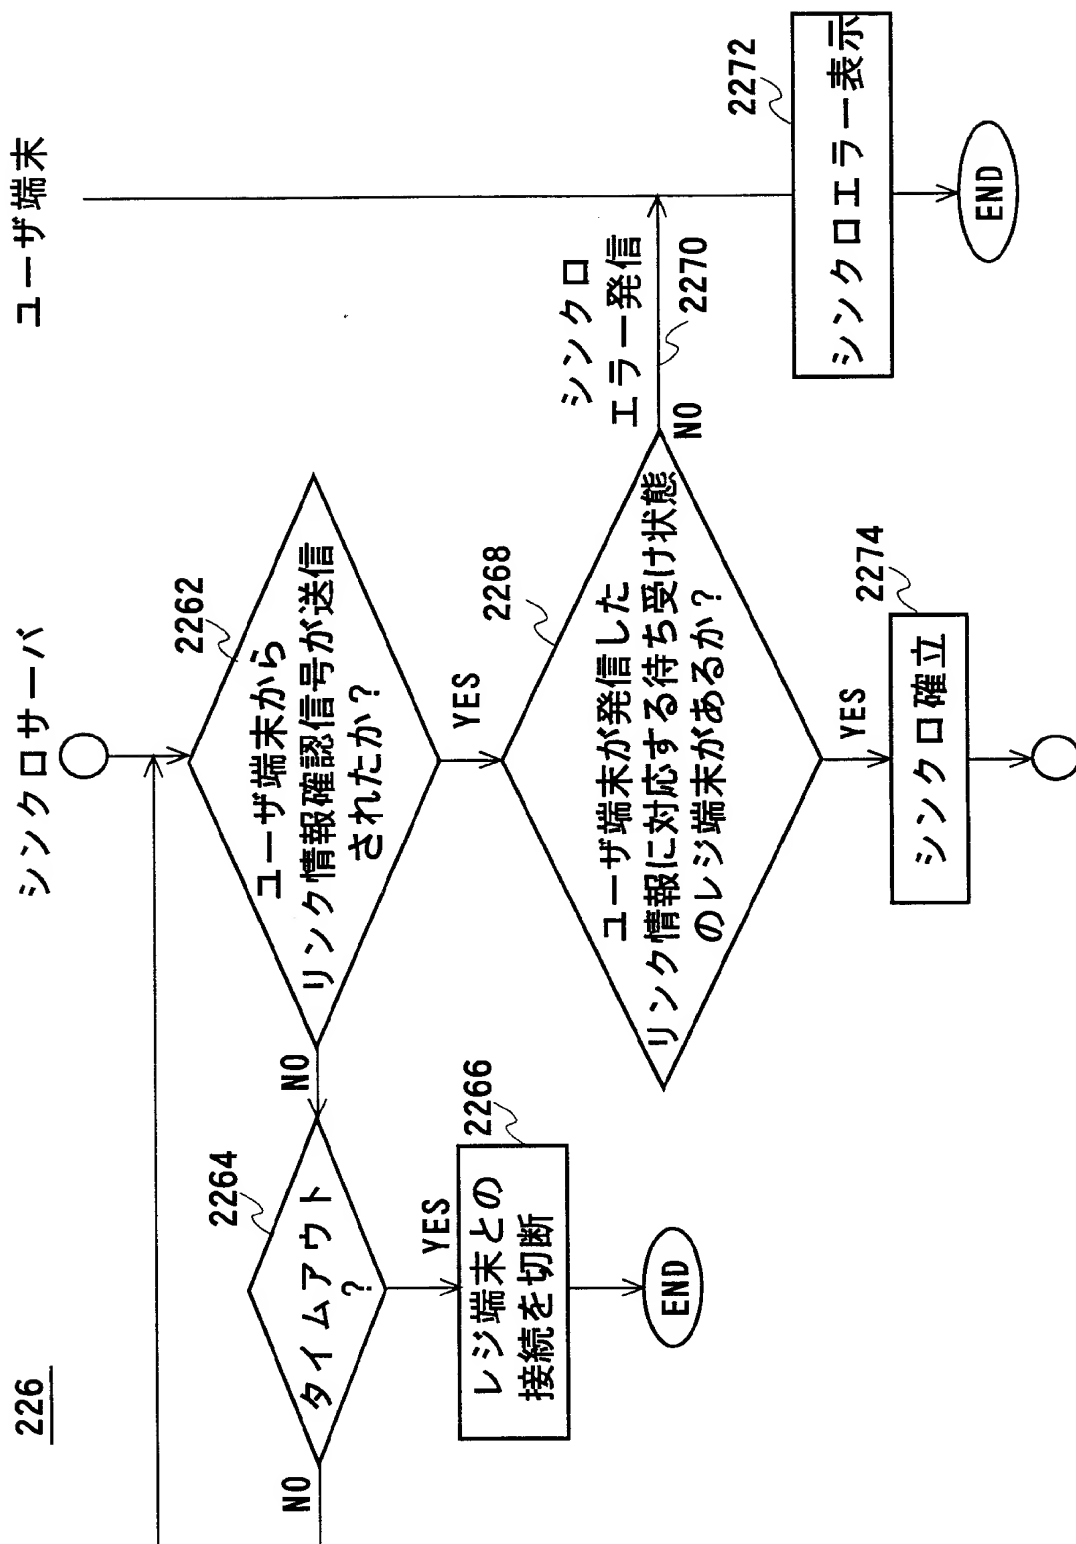 226
シンクロサーバ
ユーザ端末
2262
ユーザ端末から
リンク情報確認信号が送信
されたか?
NO
YES
2264
タイムアウト
?
NO
YES
2266
レジ端末との
接続を切断
END
2268
ユーザ端末が発信した
リンク情報に対応する待ち受け状態
のレジ端末があるか?
NO
YES
シンクロ
エラー発信
2270
2272
シンクロエラー表示
END
2274
シンクロ確立